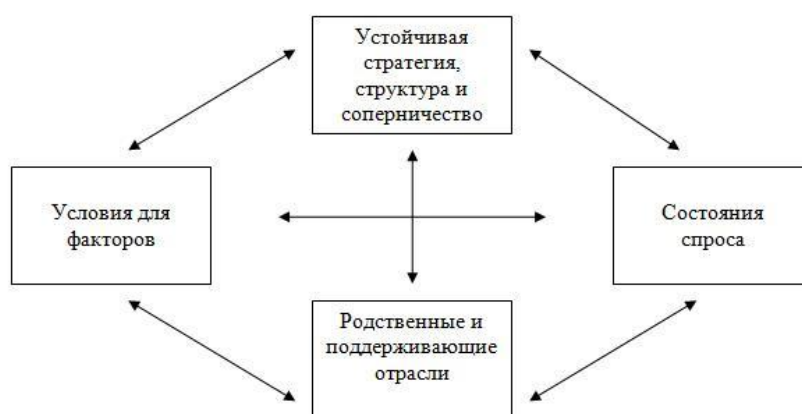 Устойчивая
стратегия,
структура и
соперничество
Условия для
факторов
Состояния
спроса
Родственные и
поддерживающие
отрасли